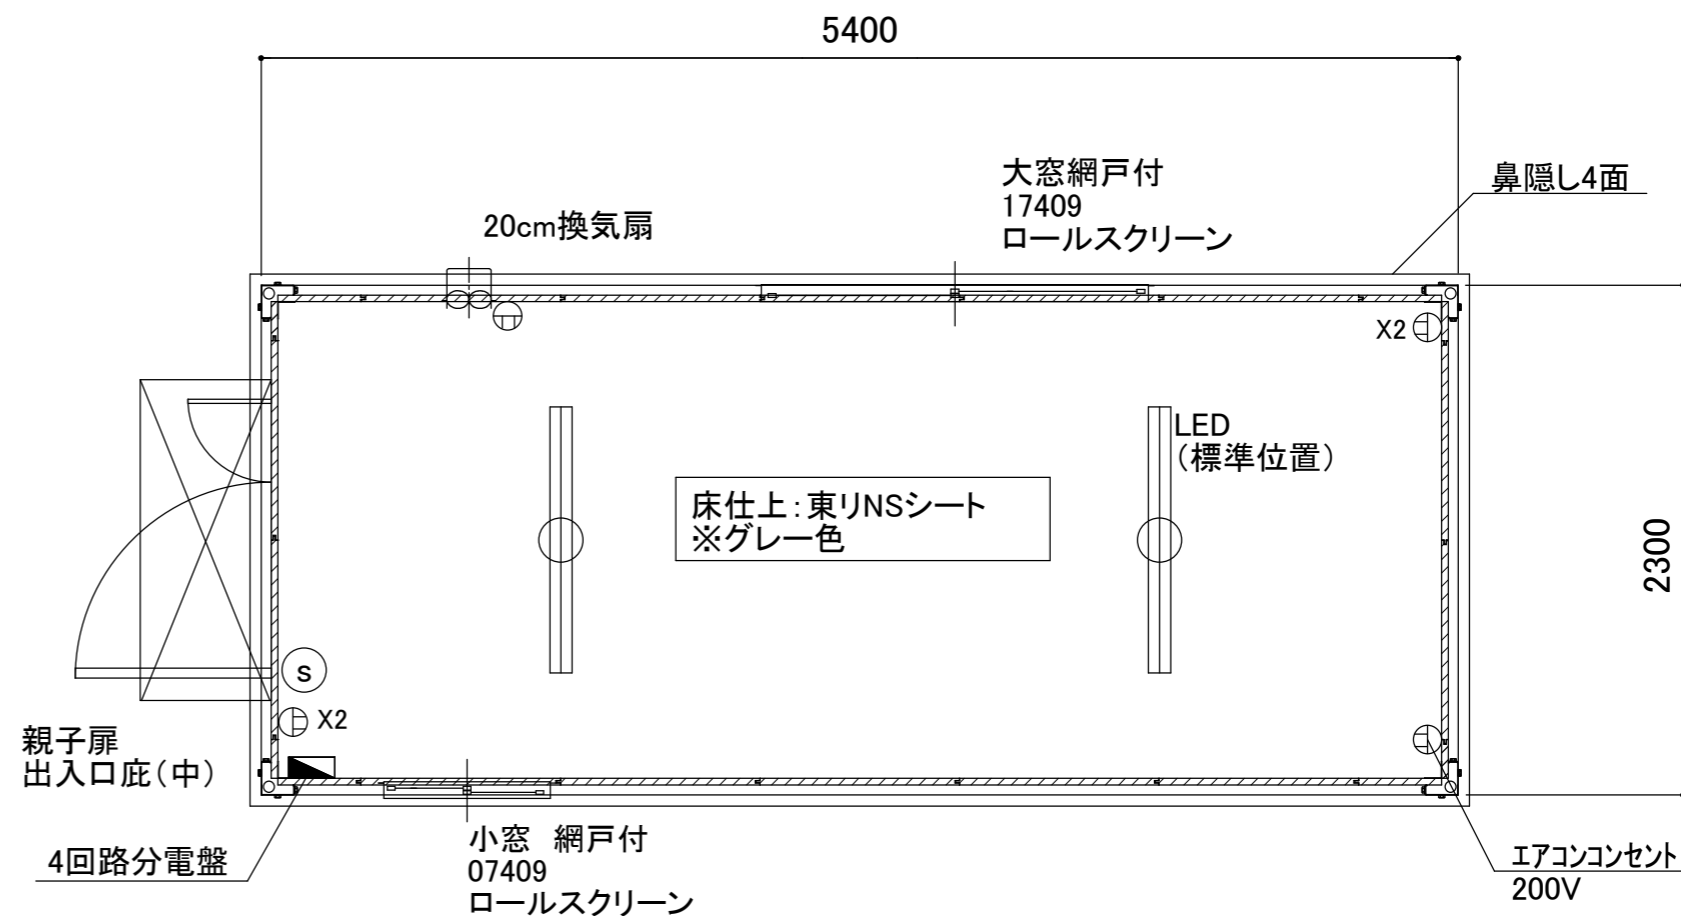 5400
大窓網戸付
17409
ロールスクリーン
鼻隠し4面
20cm換気扇
X2
LED
(標準位置)
床仕上:東リNSシート
※グレー色
2300
s
X2
親子扉
出入口庇(中)
4回路分電盤
小窓 網戸付
07409
ロールスクリーン
エアコンコンセント
200V